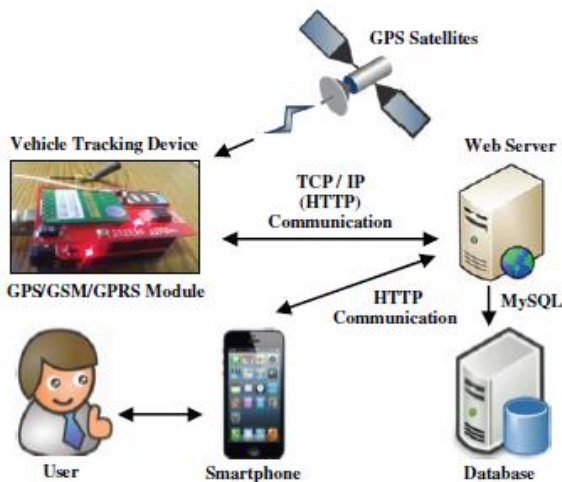 GPS Satellites
Vehicle Tracking Device
Web Server
TCP / IP
(HTTP)
Communication
GPS/GSM/GPRS Module
HTTP
Communication
MySQL
User
Smartphone
Database